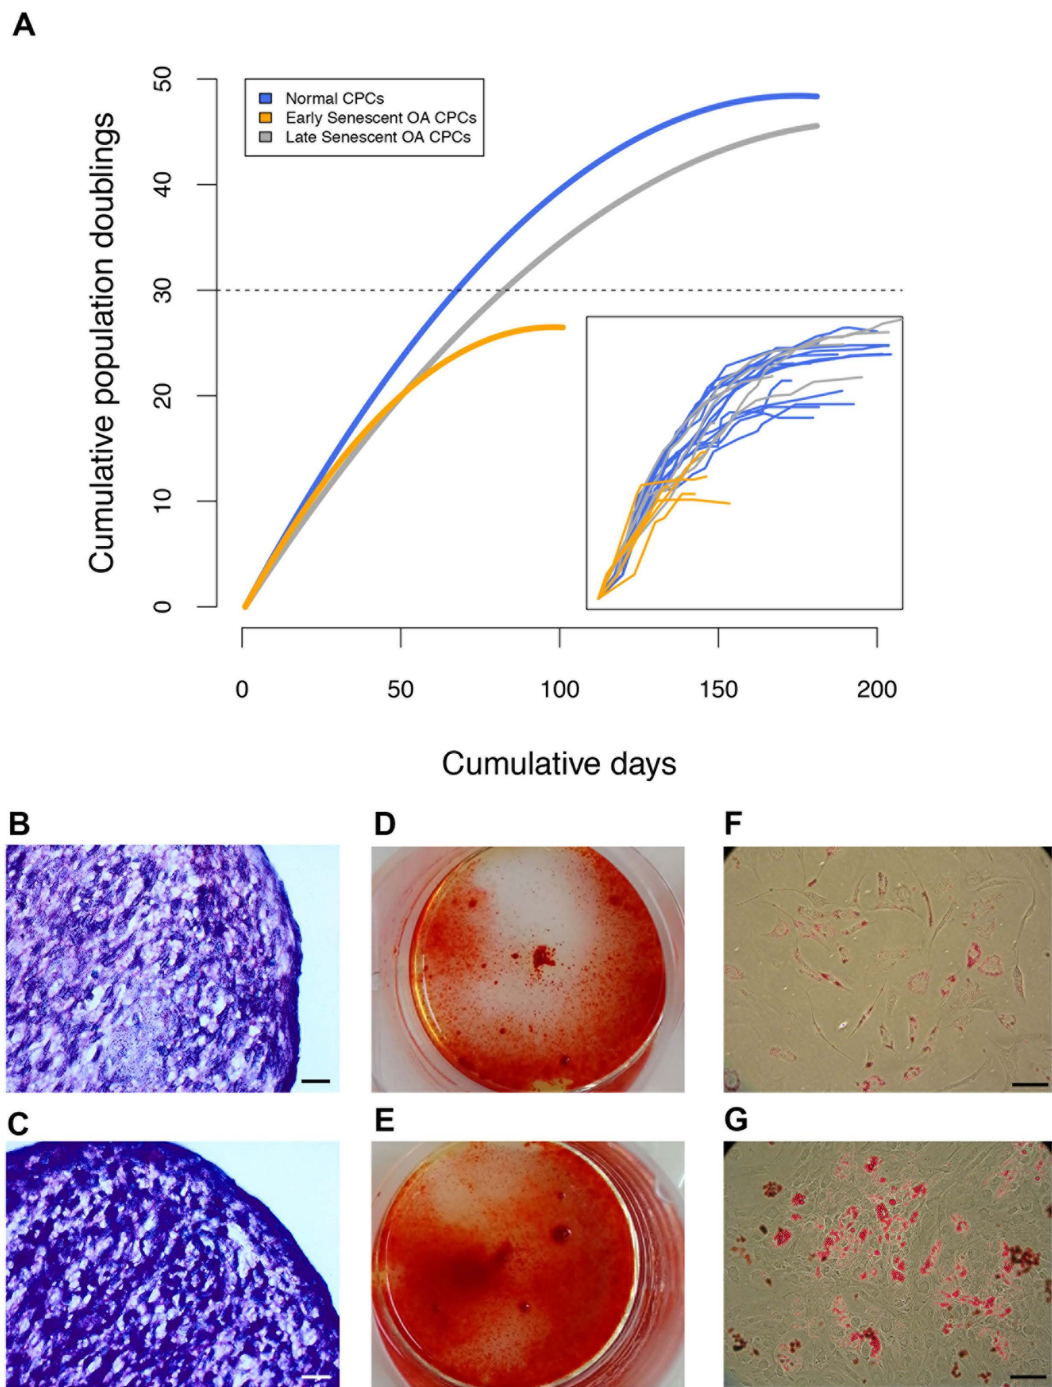 A
Cumulative population doublings
50
40
30
20
10
0
Normal CPCs
Early Senescent OA CPCs
Late Senescent OA CPCs
0 50 100 150 200
Cumulative days
B D F
C E G